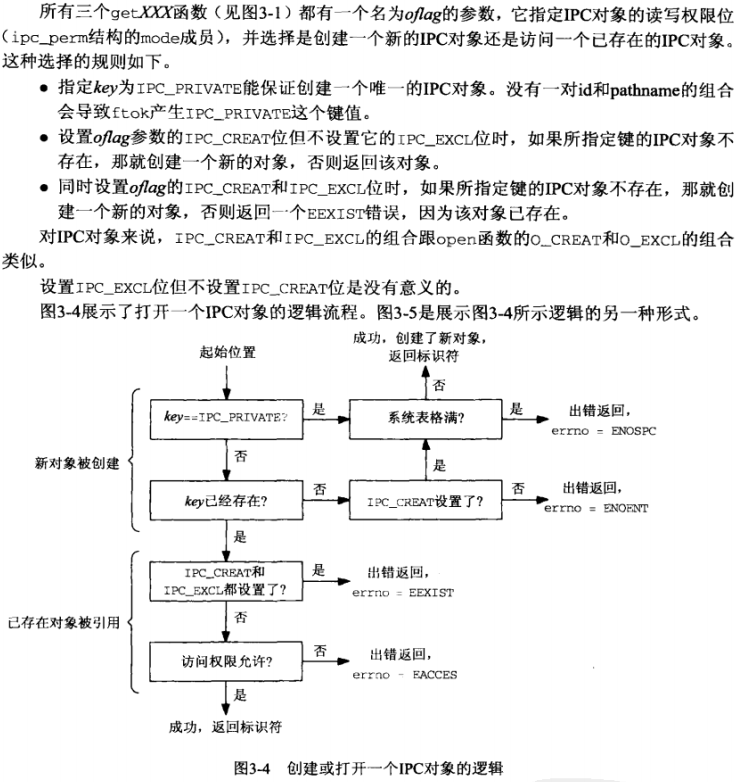 所有三个getXXX函数（见图3-1）都有一个名为oflag的参数，它指定IPC对象的读写权限位
（ipc_perm结构的mode成员），并选择是创建一个新的IPC对象还是访问一个已存在的IPC对象。
这种选择的规则如下。
● 指定key为IPC_PRIVATE能保证创建一个唯一的IPC对象。没有一对id和pathname的组合
会导致ftok产生IPC_PRIVATE这个键值。
● 设置oflag参数的IPC_CREAT位但不设置它的IPC_EXCL位时，如果所指定键的IPC对象不
存在，那就创建一个新的对象，否则返回该对象。
● 同时设置oflag的IPC_CREAT和IPC_EXCL位时，如果所指定键的IPC对象不存在，那就创
建一个新的对象，否则返回一个EEXIST错误，因为该对象已存在。
对IPC对象来说，IPC_CREAT和IPC_EXCL的组合跟open函数的O_CREAT和O_EXCL的组合
类似。
设置IPC_EXCL位但不设置IPC_CREAT位是没有意义的。
图3-4展示了打开一个IPC对象的逻辑流程。图3-5是展示图3-4所示逻辑的另一种形式。
起始位置
成功，创建了新对象，
返回标识符
否
key==IPC_PRIVATE?
是
系统表格满?
是
出错返回，
errno = ENOSPC
新对象被创建
否
是
key已经存在?
否
IPC_CREAT设置了?
否
出错返回，
errno = ENOENT
是
IPC_CREAT和
IPC_EXCL都设置了?
是
出错返回，
errno = EEXIST
已存在对象被引用
否
访问权限允许?
否
出错返回，
errno = EACCES
是
成功，返回标识符
图3-4 创建或打开一个IPC对象的逻辑